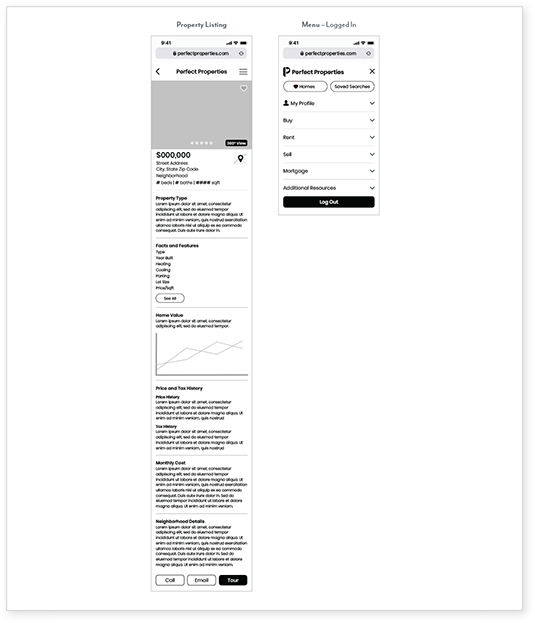 Property Listing
9:41
perfectproperties.com
Perfect Properties
360° View
$000,000
Street Address
City, State Zip Code
Neighborhood
# beds | # baths | #### sqft
Property Type
Lorem ipsum dolor sit amet, consectetur
adipiscing elit, sed do eiusmod tempor
incididunt ut labore et dolore magna aliqua. Ut
enim ad minim veniam, quis nostrud exercitation
ullamco laboris et commodo
consequat. Duis aute irure dolor in.
Facts and Features
Type
Year Built
Heating
Cooling
Parking
Lot Size
Price/Sqft
See All
Home Value
Lorem ipsum dolor sit amet, consectetur
adipiscing elit, sed do eiusmod tempor.
Price and Tax History
Price History
Lorem ipsum dolor sit amet, consectetur
adipiscing elit, sed do eiusmod tempor
incididunt ut labore et dolore magna aliqua. Ut
enim ad minim veniam, quis nostrud
Tax History
Lorem ipsum dolor sit amet, consectetur
adipiscing elit, sed do eiusmod tempor
incididunt ut labore et dolore magna aliqua. Ut
enim ad minim veniam, quis nostrud
Monthly Cost
Lorem ipsum dolor sit amet, consectetur
adipiscing elit, sed do eiusmod tempor
incididunt ut labore et dolore magna aliqua. Ut
enim ad minim veniam, quis nostrud exercitation
ullamco laboris ut aliquip ex ea commodo
consequat. Duis aute irure dolor in. Sed do
eiusmod tempor incididunt ut labore et dolore
magna aliqua. Ut enim ad minim veniam.
Neighborhood Details
Lorem ipsum dolor sit amet, consectetur
adipiscing elit, sed do eiusmod tempor
incididunt ut labore et dolore magna aliqua. Ut
enim ad minim veniam, quis nostrud exercitation
ullamco laboris ut aliquip ex ea commodo
consequat. Duis aute irure dolor in. Sed do
eiusmod tempor incididunt ut labore et dolore
magna aliqua. Ut enim ad minim veniam.
Call
Email
Tour
Menu – Logged In
9:41
perfectproperties.com
Perfect Properties
Homes
Saved Searches
My Profile
Buy
Rent
Sell
Mortgage
Additional Resources
Log Out